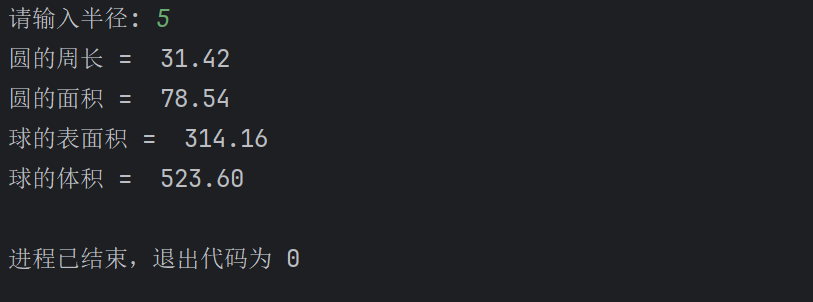 请输入半径: 5
圆的周长 =  31.42
圆的面积 =  78.54
球的表面积 =  314.16
球的体积 =  523.60
进程已结束，退出代码为 0